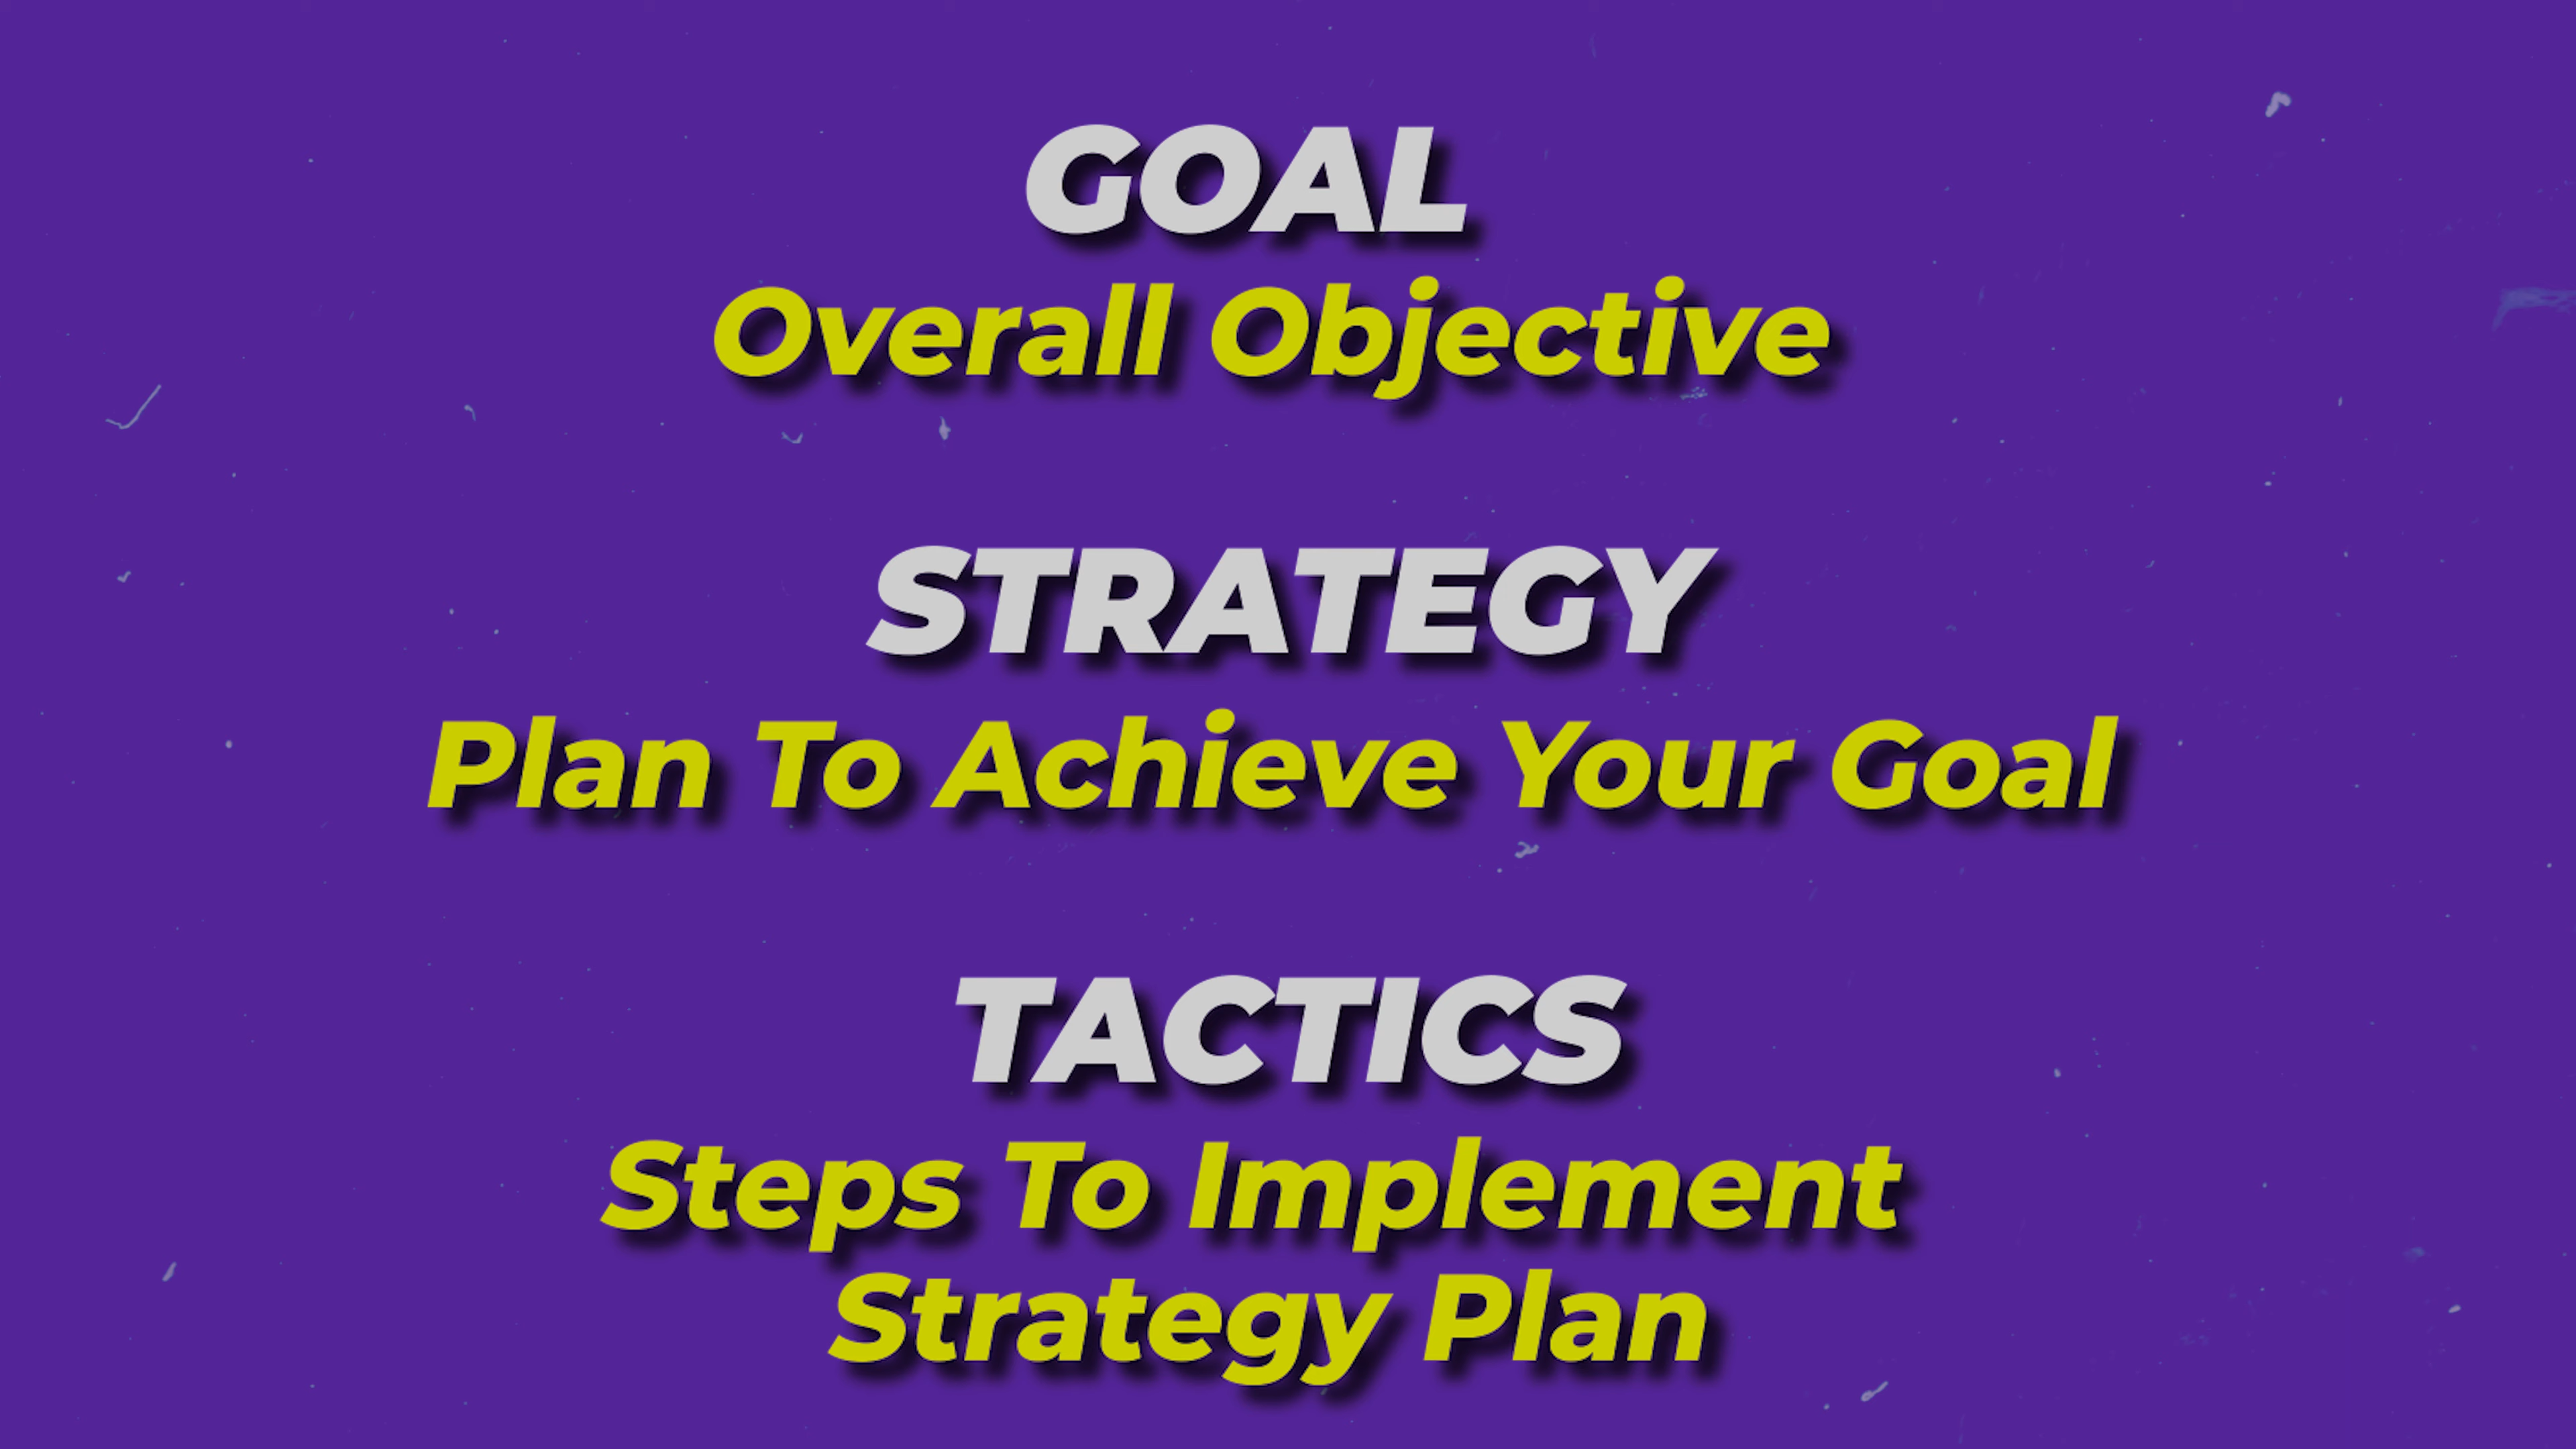 GOAL
Overall Objective
STRATEGY
Plan To Achieve Your Goal
TACTICS
Steps To Implement
Strategy Plan